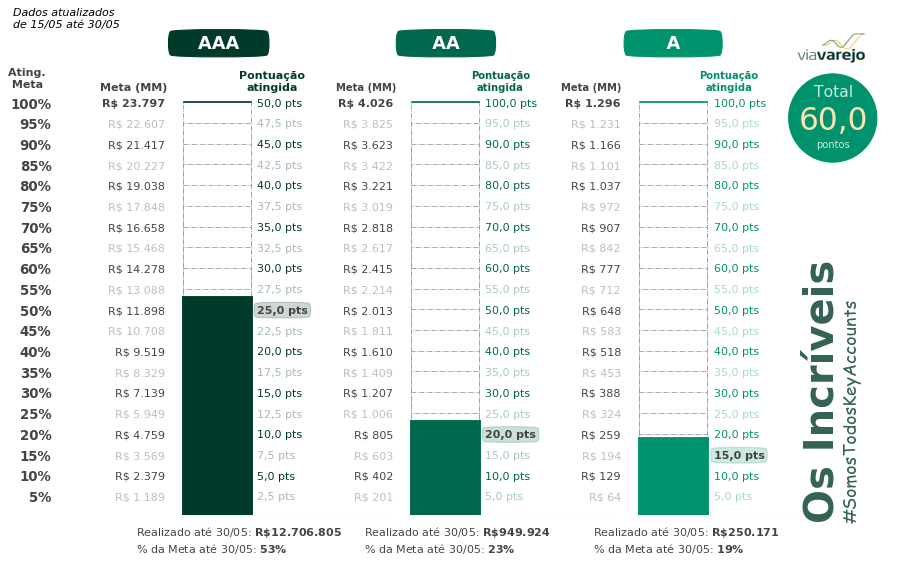 Dados atualizados
de 15/05 até 30/05
AAA
AA
A
viavarejo
Total
60,0
pontos
Ating.
Meta
Meta (MM)
Pontuação
atingida
Meta (MM)
Pontuação
atingida
Meta (MM)
Pontuação
atingida
100% R$ 23.797 50,0 pts R$ 4.026 100,0 pts R$ 1.296 100,0 pts
95% R$ 22.607 47,5 pts R$ 3.825 95,0 pts R$ 1.231 95,0 pts
90% R$ 21.417 45,0 pts R$ 3.623 90,0 pts R$ 1.166 90,0 pts
85% R$ 20.227 42,5 pts R$ 3.422 85,0 pts R$ 1.101 85,0 pts
80% R$ 19.038 40,0 pts R$ 3.221 80,0 pts R$ 1.037 80,0 pts
75% R$ 17.848 37,5 pts R$ 3.019 75,0 pts R$ 972 75,0 pts
70% R$ 16.658 35,0 pts R$ 2.818 70,0 pts R$ 907 70,0 pts
65% R$ 15.468 32,5 pts R$ 2.617 65,0 pts R$ 842 65,0 pts
60% R$ 14.278 30,0 pts R$ 2.415 60,0 pts R$ 777 60,0 pts
55% R$ 13.088 27,5 pts R$ 2.214 55,0 pts R$ 712 55,0 pts
50% R$ 11.898 25,0 pts R$ 2.013 50,0 pts R$ 648 50,0 pts
45% R$ 10.708 22,5 pts R$ 1.811 45,0 pts R$ 583 45,0 pts
40% R$ 9.519 20,0 pts R$ 1.610 40,0 pts R$ 518 40,0 pts
35% R$ 8.329 17,5 pts R$ 1.409 35,0 pts R$ 453 35,0 pts
30% R$ 7.139 15,0 pts R$ 1.207 30,0 pts R$ 388 30,0 pts
25% R$ 5.949 12,5 pts R$ 1.006 25,0 pts R$ 324 25,0 pts
20% R$ 4.759 10,0 pts R$ 805 20,0 pts R$ 259 20,0 pts
15% R$ 3.569 7,5 pts R$ 603 15,0 pts R$ 194 15,0 pts
10% R$ 2.379 5,0 pts R$ 402 10,0 pts R$ 129 10,0 pts
5% R$ 1.189 2,5 pts R$ 201 5,0 pts R$ 64 5,0 pts
Realizado até 30/05: R$12.706.805
% da Meta até 30/05: 53%
Realizado até 30/05: R$949.924
% da Meta até 30/05: 23%
Realizado até 30/05: R$250.171
% da Meta até 30/05: 19%
Os Incríveis
#SomosTodosKeyAccounts